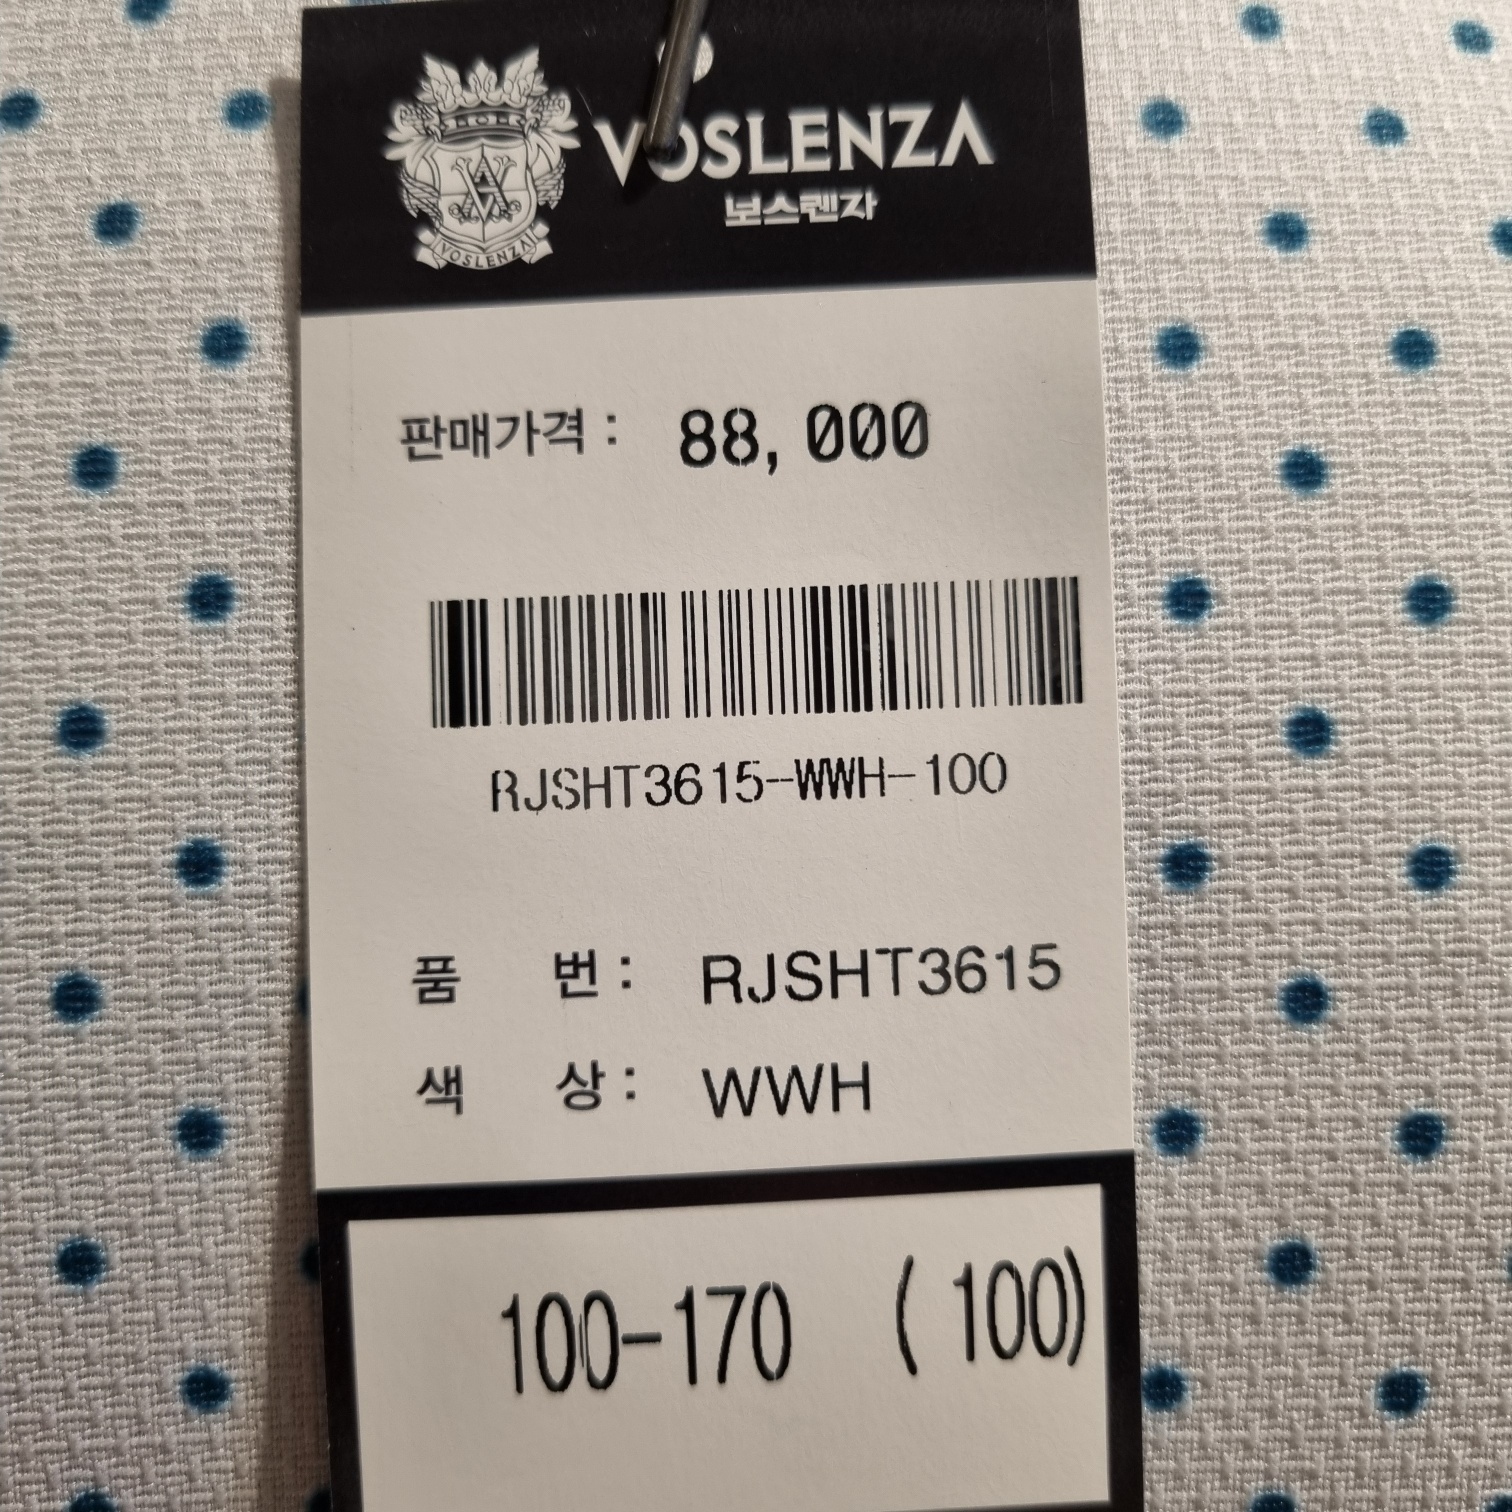 VOSLENZA
보스렌자
VOSLENZA
판매가격 : 88,000
RJSHT3615-WWH-100
품 번 : RJSHT3615
색 상 : WWH
100-170 (100)